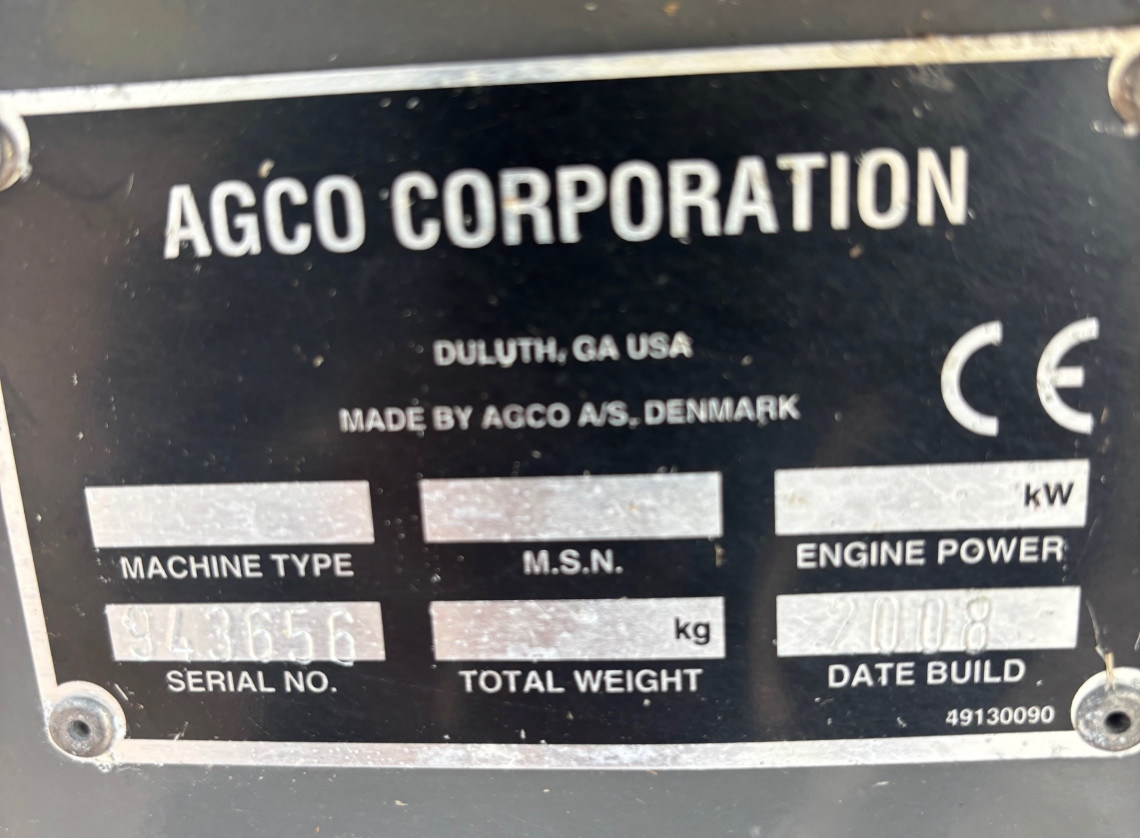 AGCO CORPORATION
DULUTH, GA USA
MADE BY AGCO A/S, DENMARK
CE
kW
MACHINE TYPE M.S.N. ENGINE POWER
943656 kg 2008
SERIAL NO. TOTAL WEIGHT DATE BUILD
49130090